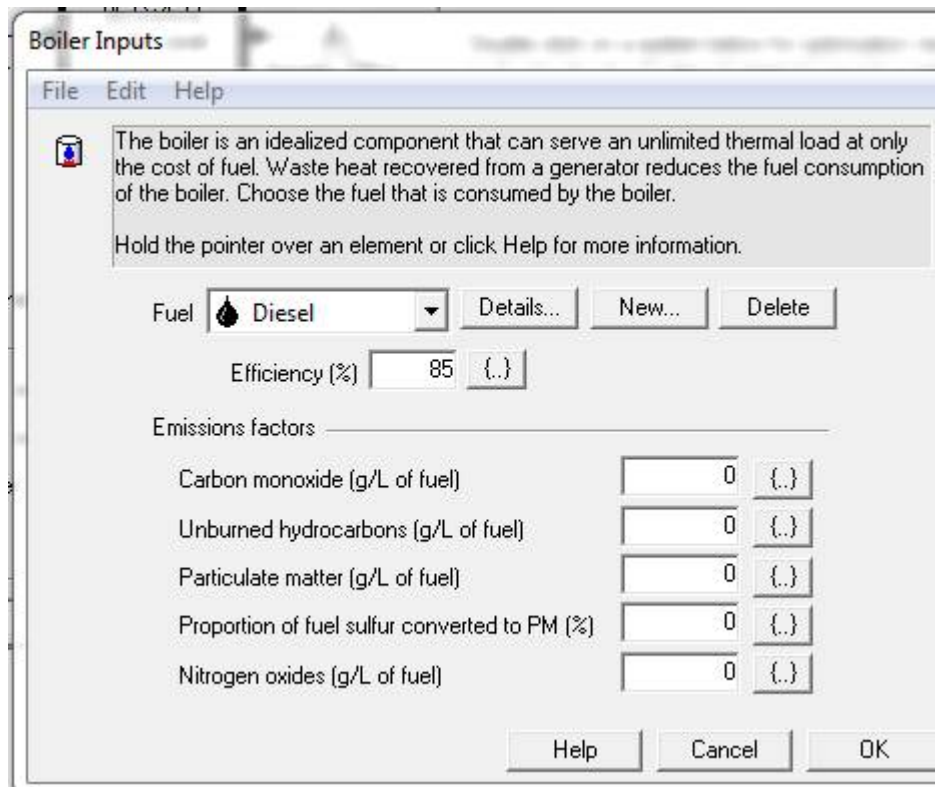 Boiler Inputs
File Edit Help
The boiler is an idealized component that can serve an unlimited thermal load at only
the cost of fuel. Waste heat recovered from a generator reduces the fuel consumption
of the boiler. Choose the fuel that is consumed by the boiler.
Hold the pointer over an element or click Help for more information.
Fuel Diesel Details... New... Delete
Efficiency (%) 85 {..}
Emissions factors
Carbon monoxide (g/L of fuel) 0 {..}
Unburned hydrocarbons (g/L of fuel) 0 {..}
Particulate matter (g/L of fuel) 0 {..}
Proportion of fuel sulfur converted to PM (%) 0 {..}
Nitrogen oxides (g/L of fuel) 0 {..}
Help Cancel OK